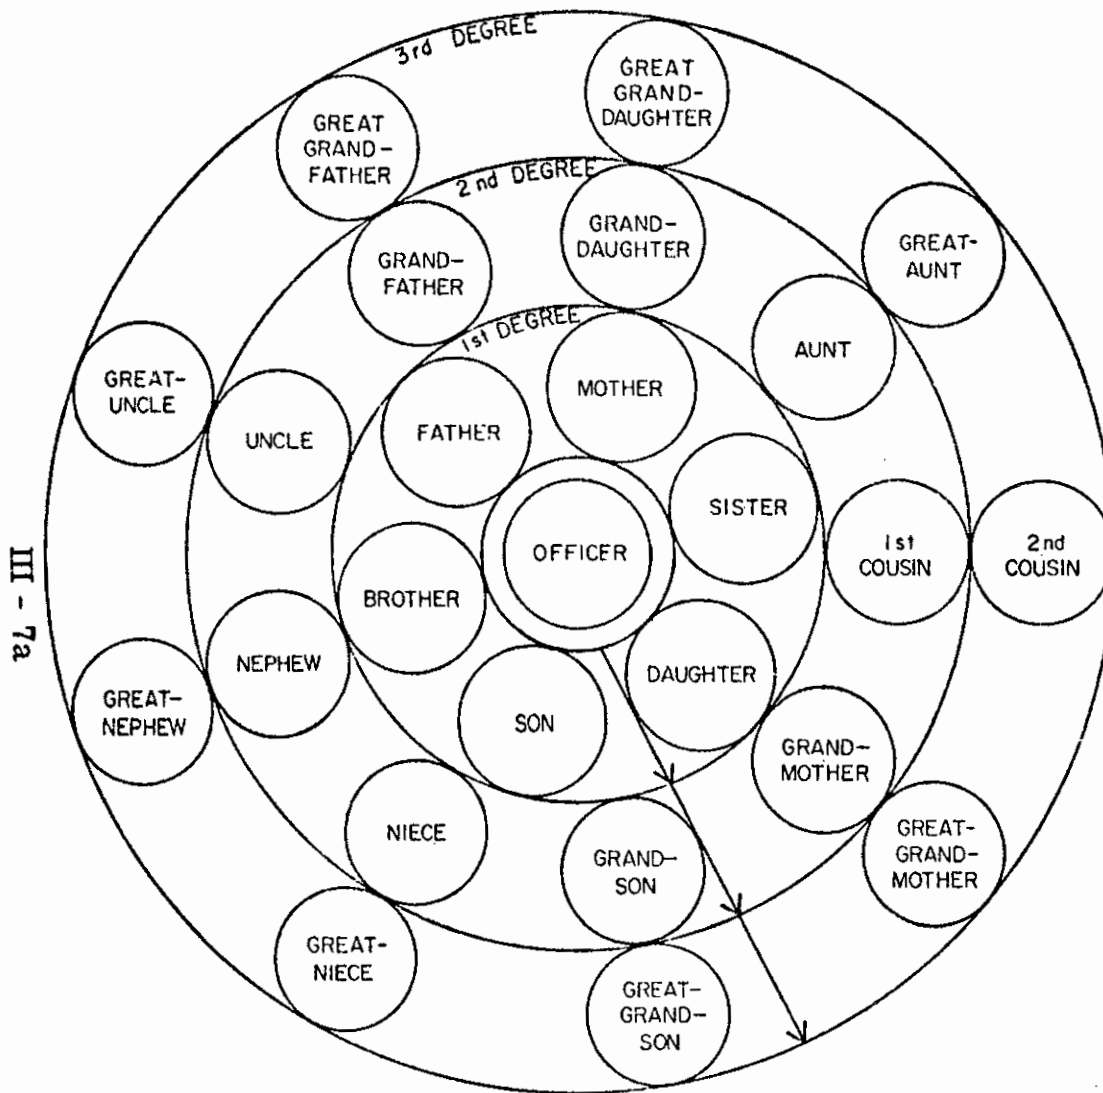 3rd DEGREE
GREAT
GRAND-
FATHER
GREAT
GRAND-
DAUGHTER
GREAT-
AUNT
GREAT-
UNCLE
2nd
COUSIN
GREAT-
NEPHEW
GREAT-
GRAND-
MOTHER
GREAT-
NIECE
GREAT-
GRAND-
SON
2nd DEGREE
GRAND-
FATHER
GRAND-
DAUGHTER
AUNT
UNCLE
1st
COUSIN
NEPHEW
GRAND-
MOTHER
NIECE
GRAND-
SON
1st DEGREE
FATHER
MOTHER
SISTER
BROTHER
DAUGHTER
SON
OFFICER
III - 7a